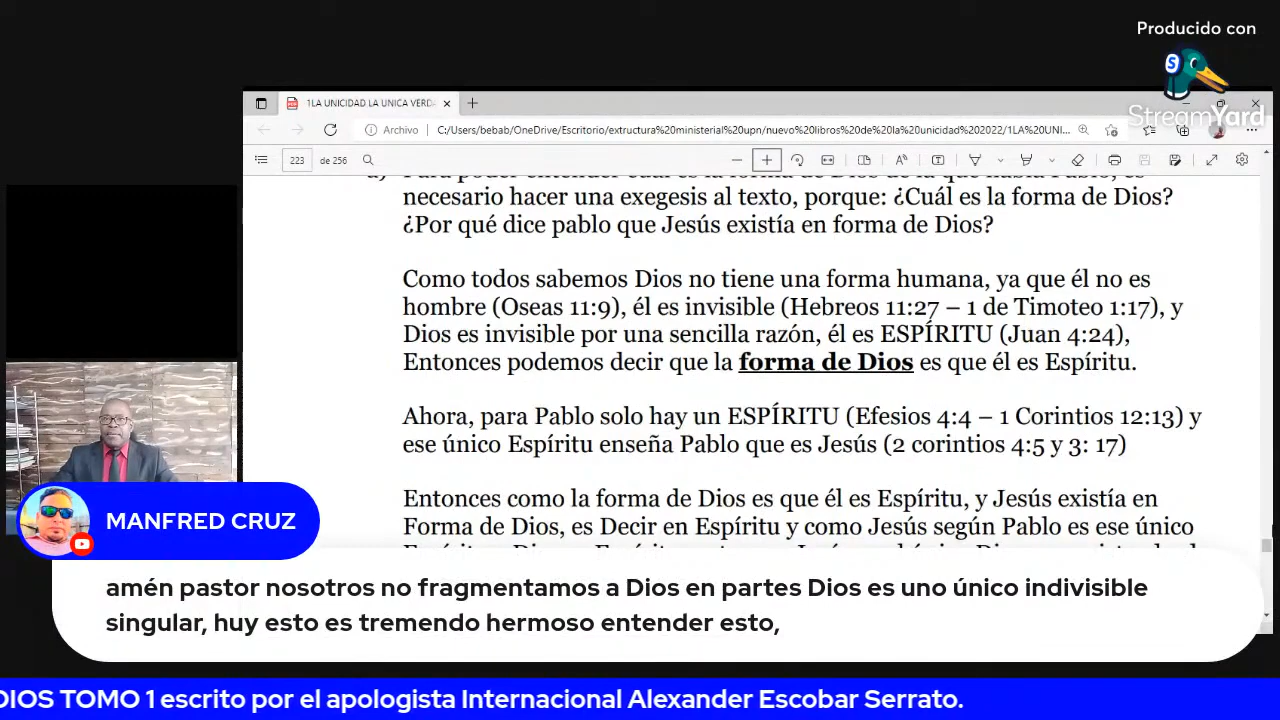 Producido con
StreamYard
1LA UNICIDAD LA UNICA VERDA
Archivo
C:/Users/bebab/OneDrive/Escritorio/extructura%20ministerial%20upn/nuevo%20libros%20de%20la%20unicidad%202022/1LA%20UNI...
223 de 256
necesario hacer una exegesis al texto, porque: ¿Cuál es la forma de Dios?
¿Por qué dice pablo que Jesús existía en forma de Dios?
Como todos sabemos Dios no tiene una forma humana, ya que él no es
hombre (Oseas 11:9), él es invisible (Hebreos 11:27 – 1 de Timoteo 1:17), y
Dios es invisible por una sencilla razón, él es ESPÍRITU (Juan 4:24),
Entonces podemos decir que la forma de Dios es que él es Espíritu.
Ahora, para Pablo solo hay un ESPÍRITU (Efesios 4:4 – 1 Corintios 12:13) y
ese único Espíritu enseña Pablo que es Jesús (2 corintios 4:5 y 3: 17)
Entonces como la forma de Dios es que él es Espíritu, y Jesús existía en
Forma de Dios, es Decir en Espíritu y como Jesús según Pablo es ese único
MANFRED CRUZ
amén pastor nosotros no fragmentamos a Dios en partes Dios es uno único indivisible
singular, huy esto es tremendo hermoso entender esto,
DIOS TOMO 1 escrito por el apologista Internacional Alexander Escobar Serrato.